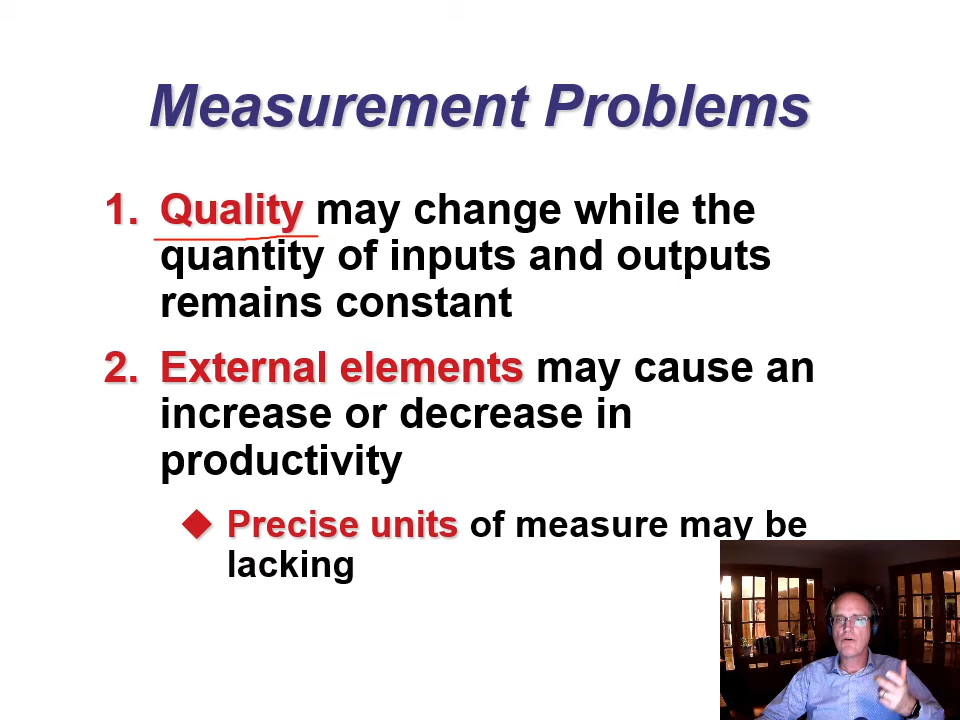 Measurement Problems
1. Quality may change while the
quantity of inputs and outputs
remains constant
2. External elements may cause an
increase or decrease in
productivity
◆ Precise units of measure may be
lacking